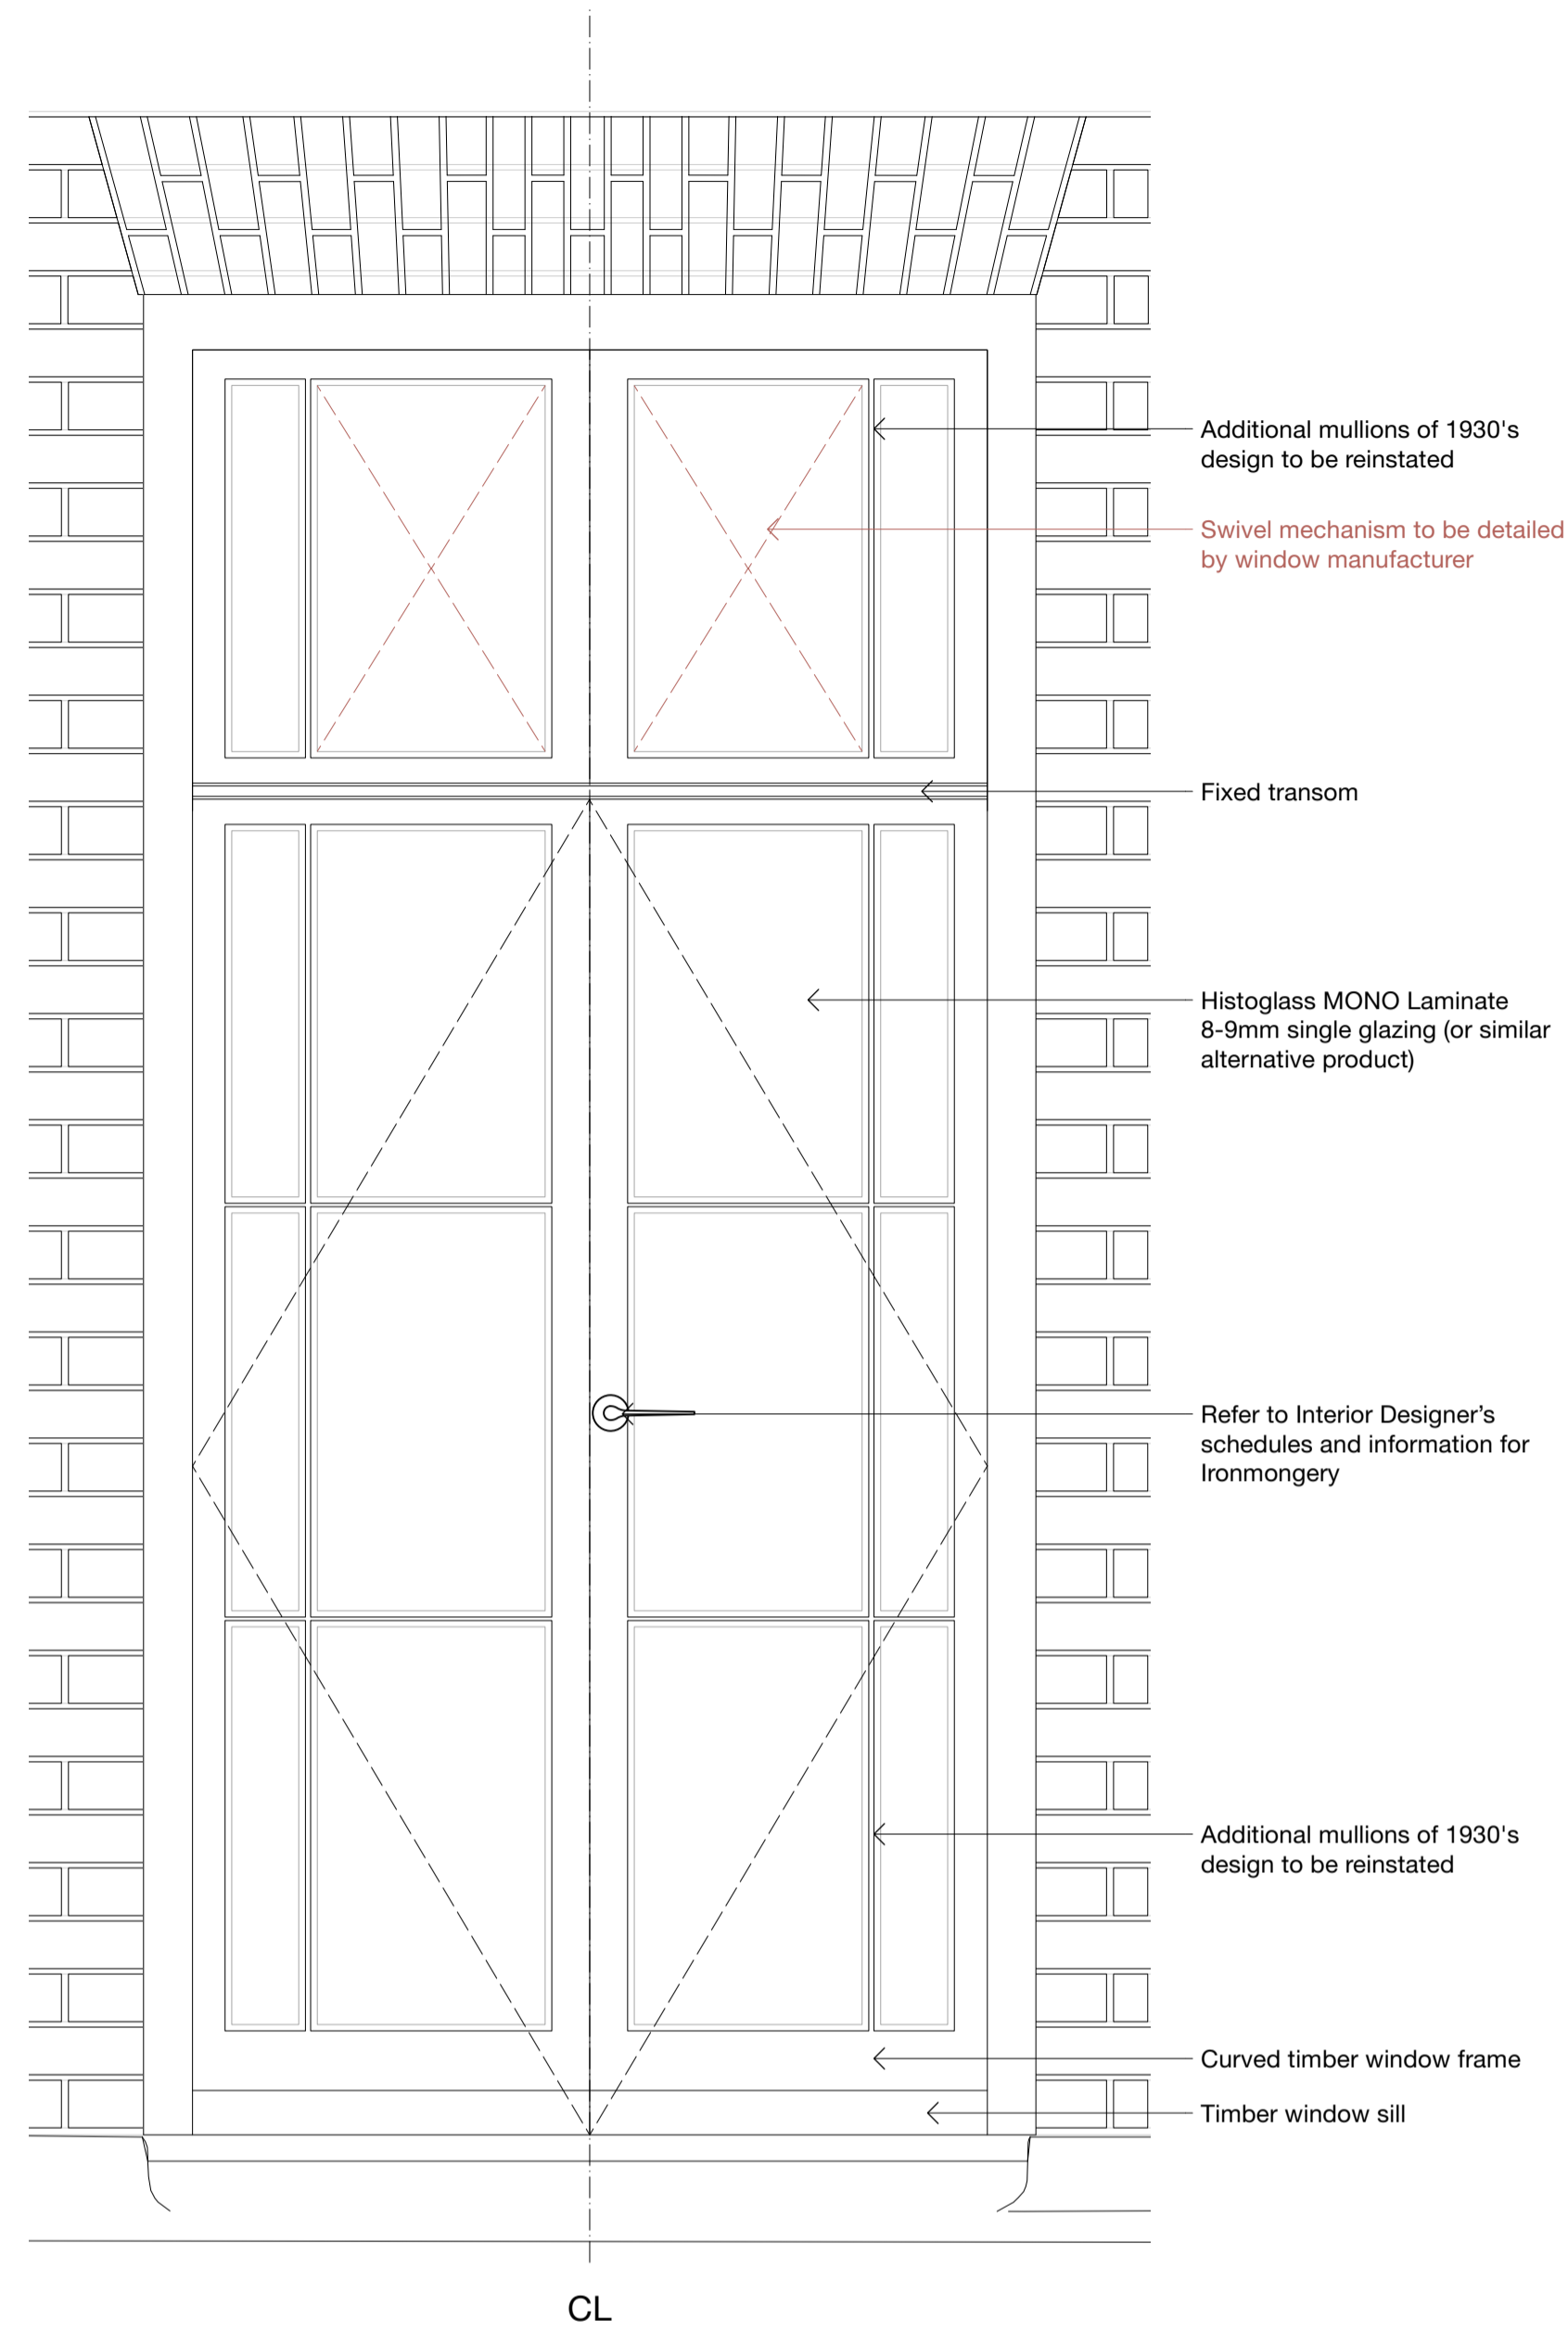 Additional mullions of 1930's
design to be reinstated
Swivel mechanism to be detailed
by window manufacturer
Fixed transom
Histoglass MONO Laminate
8-9mm single glazing (or similar
alternative product)
Refer to Interior Designer’s
schedules and information for
Ironmongery
Additional mullions of 1930's
design to be reinstated
Curved timber window frame
Timber window sill
CL